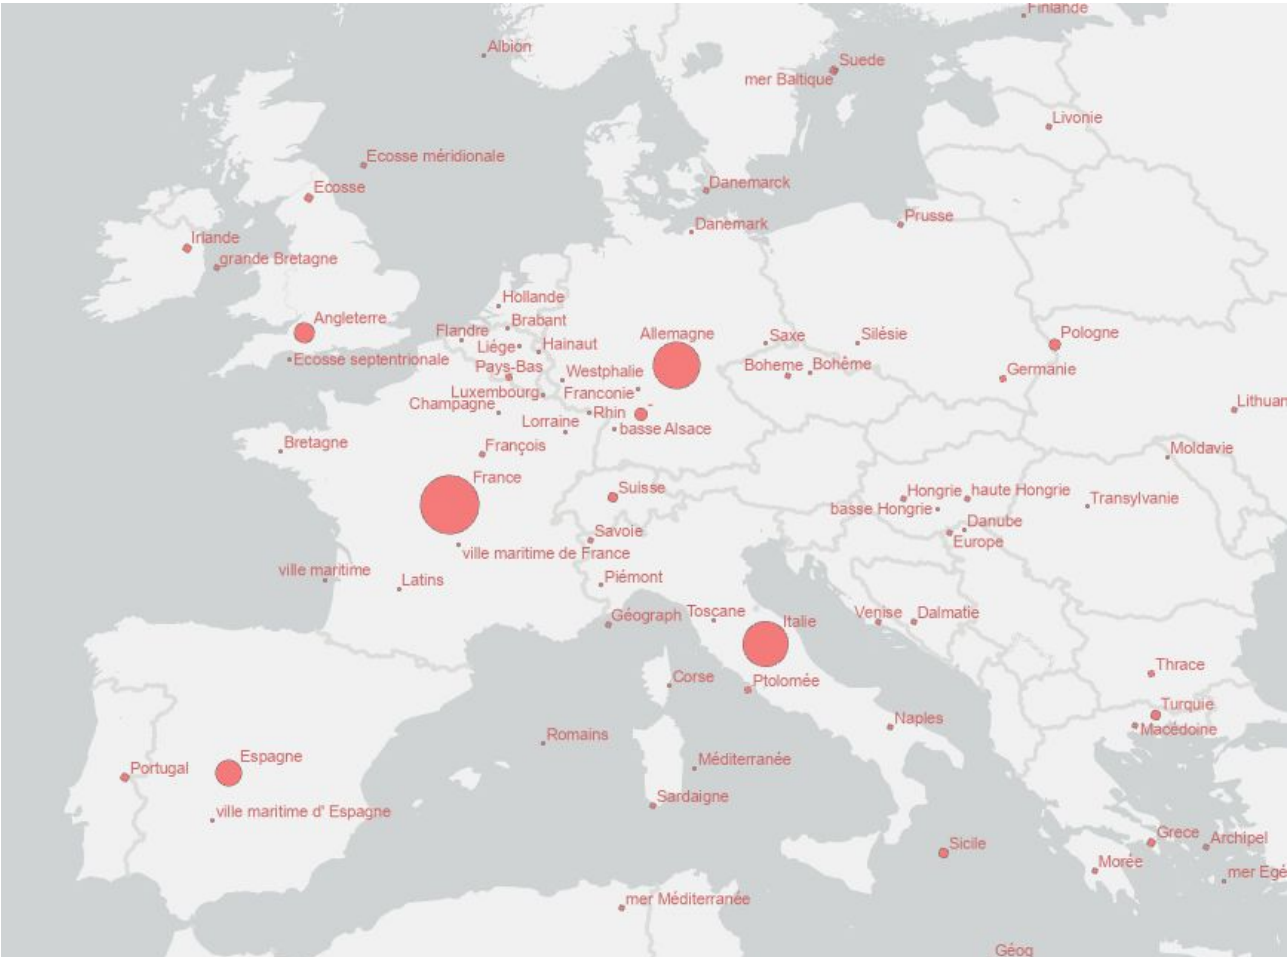 Finlande
Albion
Suede
mer Baltique
Livonie
Ecosse méridionale
Ecosse
Danemarck
Prusse
Danemark
Irlande
grande Bretagne
Hollande
Angleterre
Brabant
Flandre
Allemagne
Saxe
Silésie
Pologne
Liége
Hainaut
Ecosse septentrionale
Pays-Bas
Westphalie
Boheme
Bohême
Germanie
Luxembourg
Franconie
Champagne
-
Rhin
Lorraine
basse Alsace
Lithuan
Bretagne
François
Moldavie
France
Suisse
Hongrie
haute Hongrie
Transylvanie
basse Hongrie
Danube
Savoie
Europe
ville maritime de France
ville maritime
Latins
Piémont
Géograph
Toscane
Italie
Venise
Dalmatie
Thrace
Corse
Ptolomée
Turquie
Naples
Macédoine
Romains
Espagne
Portugal
Méditerranée
Sardaigne
ville maritime d' Espagne
Sicile
Grece
Archipel
Morée
mer Egé
mer Méditerranée
Géog